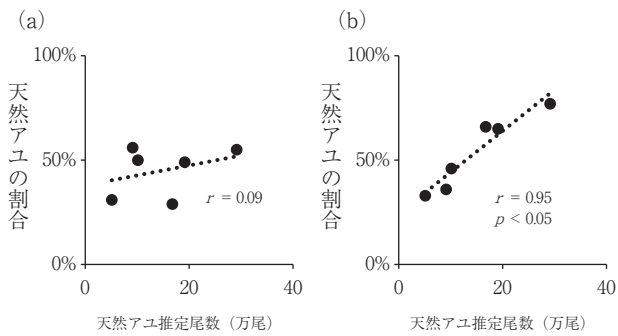 (a)
100%
50%
0%
天然アユの割合
r = 0.09
0
20
40
天然アユ推定尾数（万尾）
(b)
100%
50%
0%
天然アユの割合
r = 0.95
p < 0.05
0
20
40
天然アユ推定尾数（万尾）